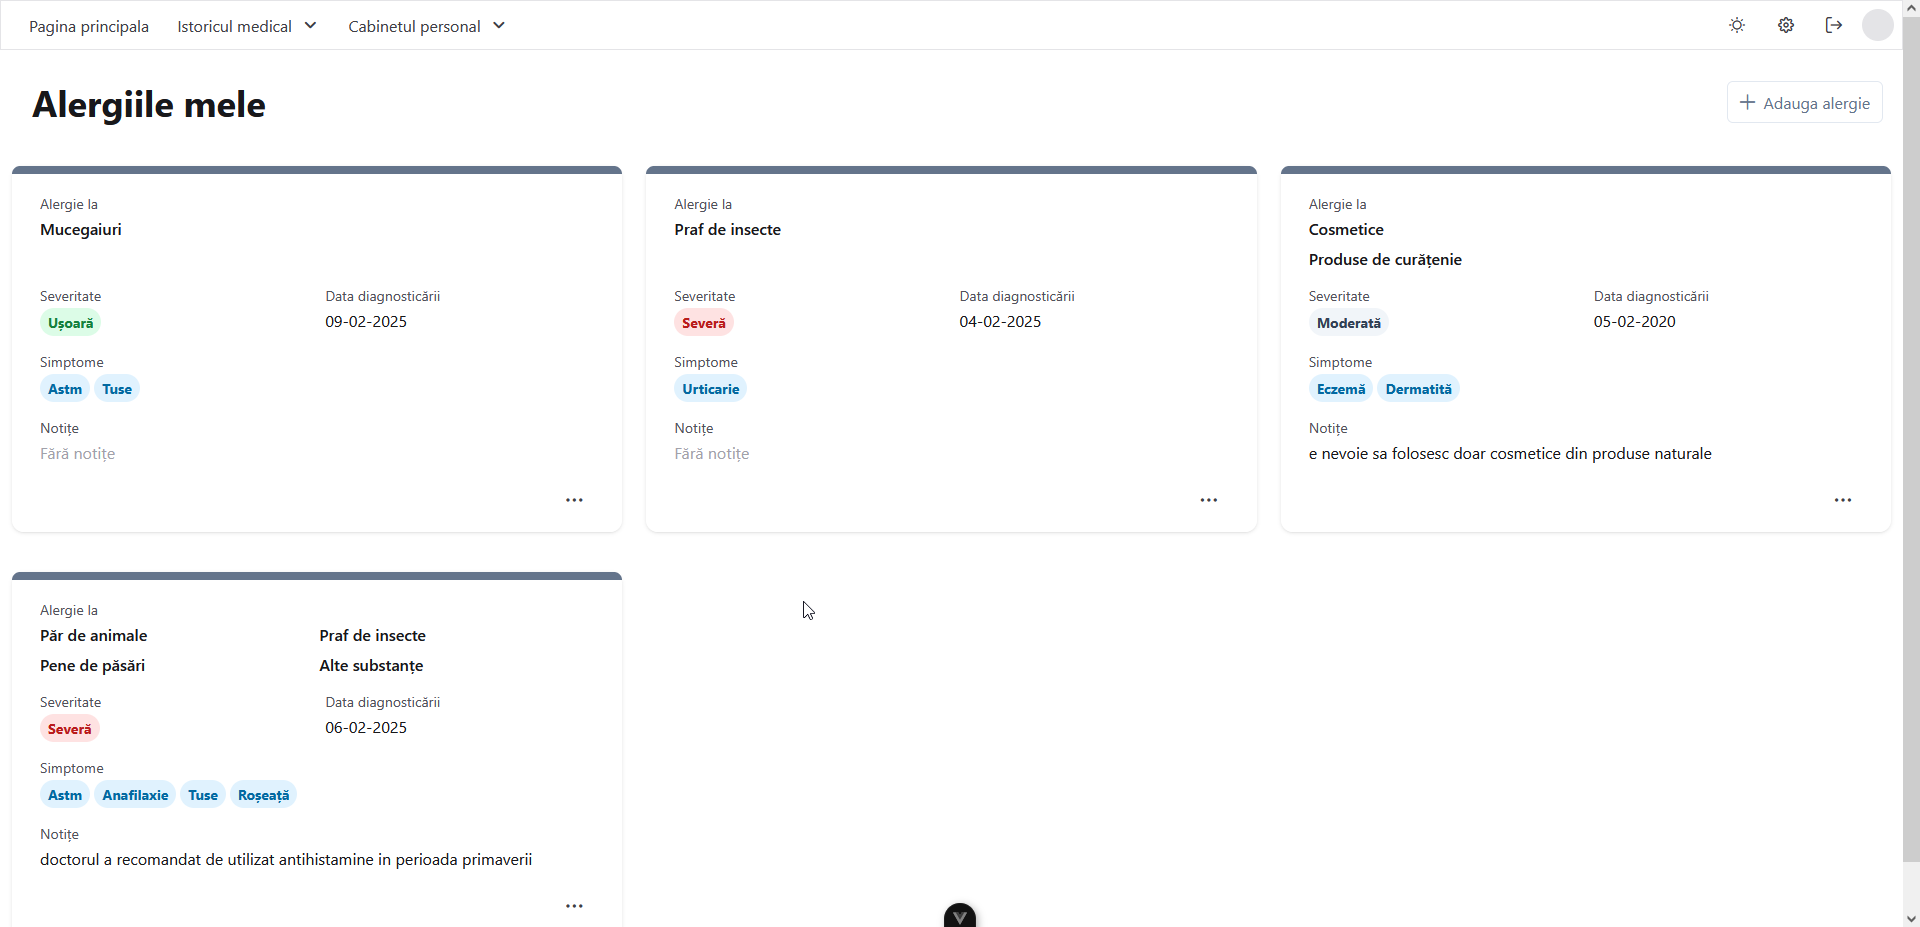 Pagina principala Istoricul medical Cabinetul personal
Alergiile mele
Adauga alergie
Alergie la
Mucegaiuri
Severitate Data diagnosticării
Ușoară 09-02-2025
Simptome
Astm Tuse
Notițe
Fără notițe
Alergie la
Praf de insecte
Severitate Data diagnosticării
Severă 04-02-2025
Simptome
Urticarie
Notițe
Fără notițe
Alergie la
Cosmetice
Produse de curățenie
Severitate Data diagnosticării
Moderată 05-02-2020
Simptome
Eczemă Dermatită
Notițe
e nevoie sa folosesc doar cosmetice din produse naturale
Alergie la
Păr de animale Praf de insecte
Pene de păsări Alte substanțe
Severitate Data diagnosticării
Severă 06-02-2025
Simptome
Astm Anafilaxie Tuse Roșeață
Notițe
doctorul a recomandat de utilizat antihistamine in perioada primaverii